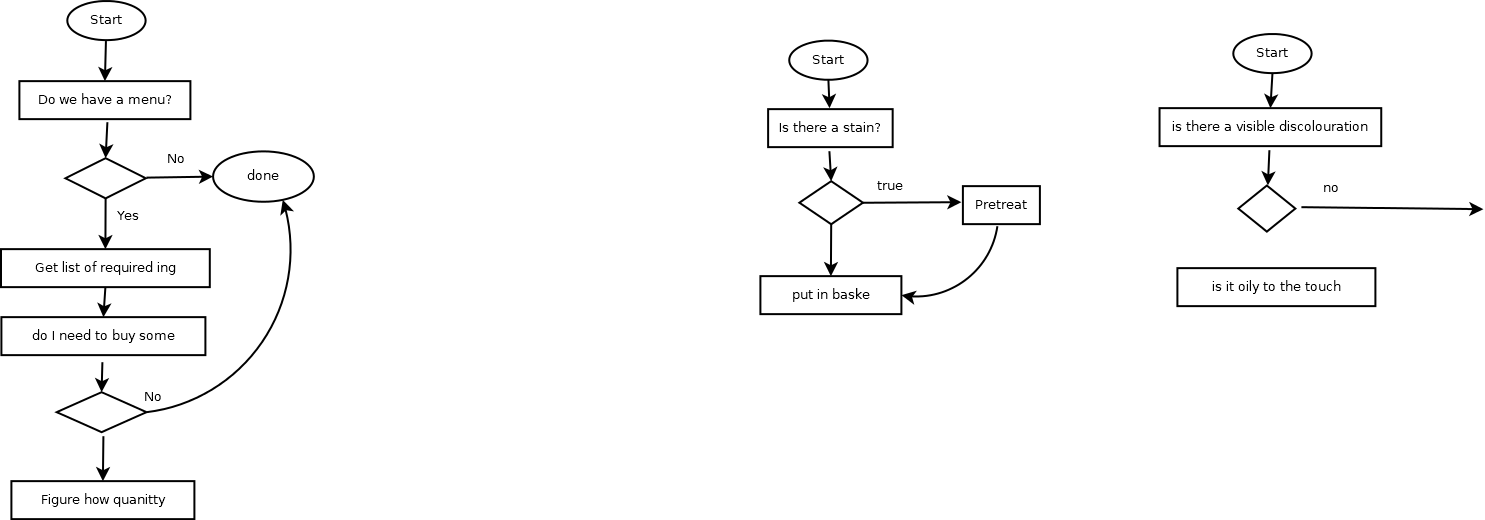 Start
Do we have a menu?
No
done
Yes
Get list of required ing
do I need to buy some
No
Figure how quanitty
Start
Is there a stain?
true
Pretreat
put in baske
Start
is there a visible discolouration
no
is it oily to the touch